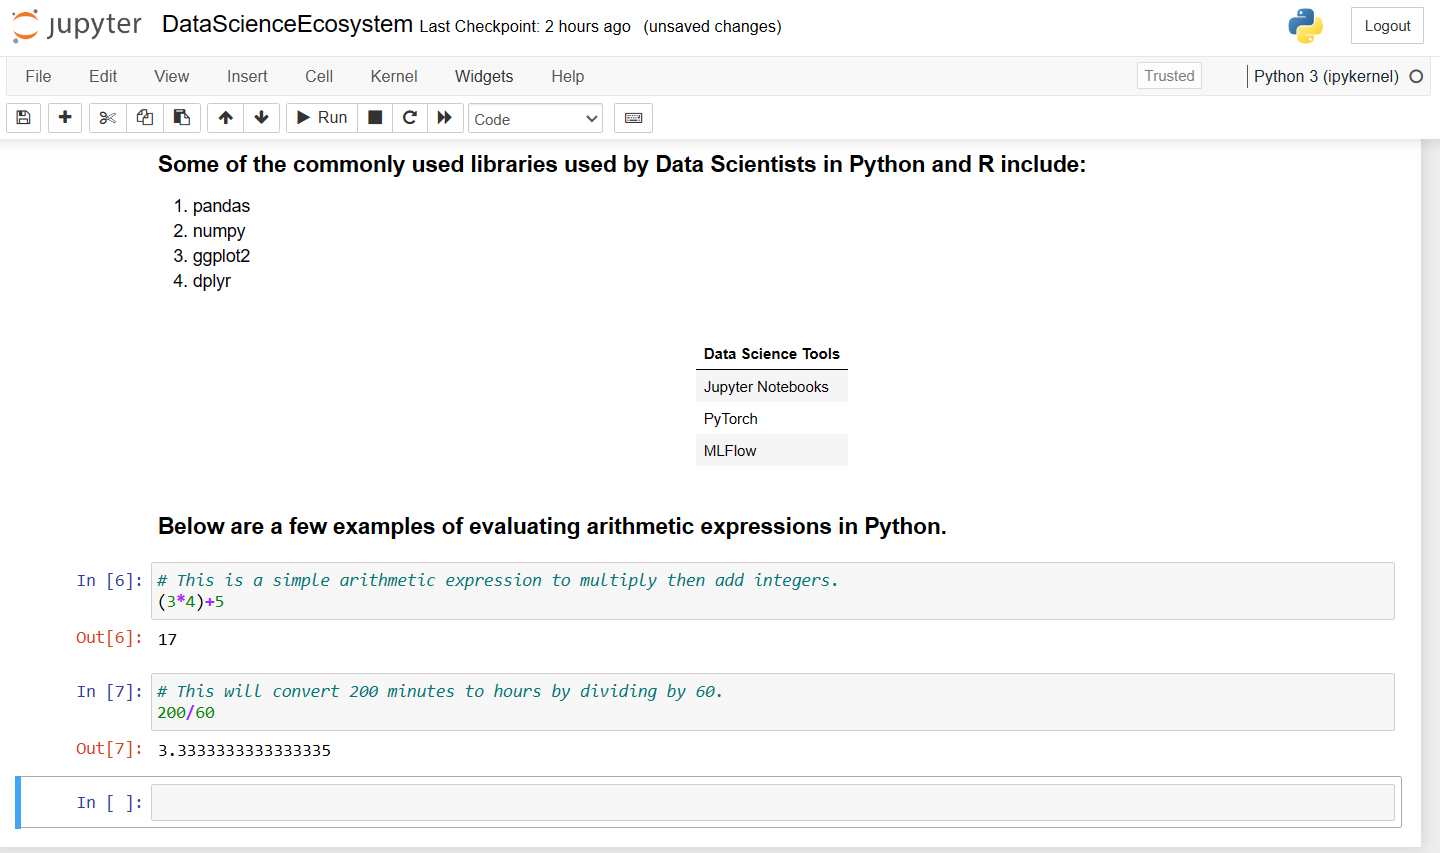 jupyter DataScienceEcosystem Last Checkpoint: 2 hours ago (unsaved changes) Logout
File Edit View Insert Cell Kernel Widgets Help Trusted Python 3 (ipykernel)
Run Code
Some of the commonly used libraries used by Data Scientists in Python and R include:
1. pandas
2. numpy
3. ggplot2
4. dplyr
Data Science Tools
Jupyter Notebooks
PyTorch
MLFlow
Below are a few examples of evaluating arithmetic expressions in Python.
In [6]: # This is a simple arithmetic expression to multiply then add integers.
(3*4)+5
Out[6]: 17
In [7]: # This will convert 200 minutes to hours by dividing by 60.
200/60
Out[7]: 3.3333333333333335
In [ ]: